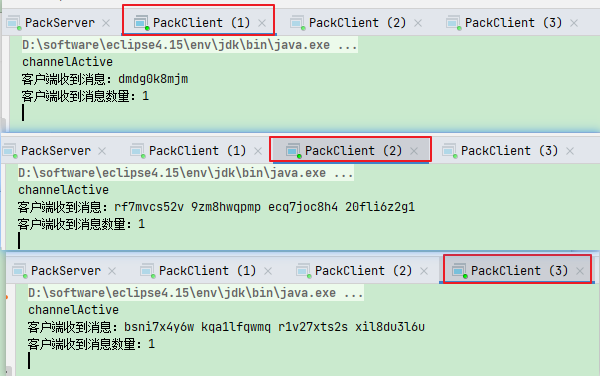 PackServer PackClient (1) PackClient (2) PackClient (3)
D:\software\eclipse4.15\env\jdk\bin\java.exe ...
channelActive
客户端收到消息：dmdg0k8mjm
客户端收到消息数量：1
PackServer PackClient (1) PackClient (2) PackClient (3)
D:\software\eclipse4.15\env\jdk\bin\java.exe ...
channelActive
客户端收到消息：rf7mvcs52v 9zm8hwqpmp ecq7joc8h4 20fli6z2g1
客户端收到消息数量：1
PackServer PackClient (1) PackClient (2) PackClient (3)
D:\software\eclipse4.15\env\jdk\bin\java.exe ...
channelActive
客户端收到消息：bsni7x4y6w kqa1lfqwmq r1v27xts2s xil8du3l6u
客户端收到消息数量：1